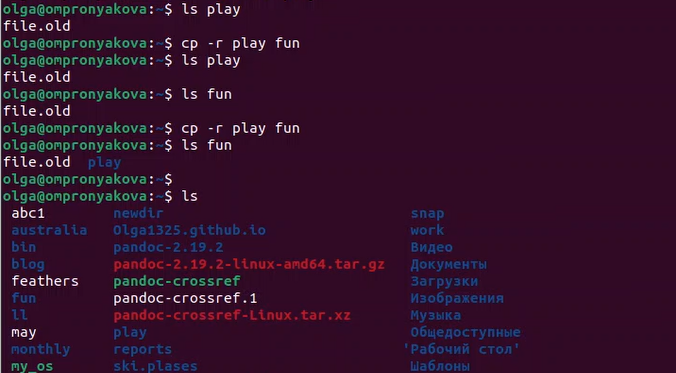 olga@ompronyakova:~$ ls play
file.old
olga@ompronyakova:~$ cp -r play fun
olga@ompronyakova:~$ ls play
file.old
olga@ompronyakova:~$ ls fun
file.old
olga@ompronyakova:~$ cp -r play fun
olga@ompronyakova:~$ ls fun
file.old  play
olga@ompronyakova:~$
olga@ompronyakova:~$ ls
abc1       newdir                          snap
australia  Olga1325.github.io              work
bin        pandoc-2.19.2                   Видео
blog       pandoc-2.19.2-linux-amd64.tar.gz   Документы
feathers   pandoc-crossref                 Загрузки
fun        pandoc-crossref.1               Изображения
ll         pandoc-crossref-Linux.tar.xz    Музыка
may        play                            Общедоступные
monthly    reports                         'Рабочий стол'
my_os      ski.plases                      Шаблоны